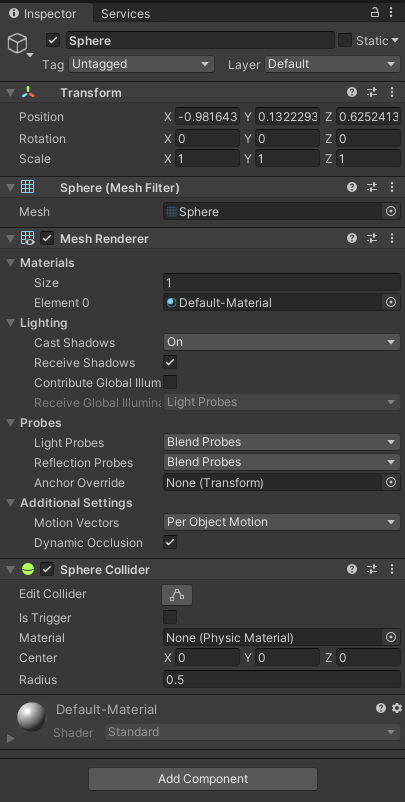 Inspector Services
Sphere Static
Tag Untagged Layer Default
Transform
Position X -0.981643 Y 0.1322293 Z 0.6252413
Rotation X 0 Y 0 Z 0
Scale X 1 Y 1 Z 1
Sphere (Mesh Filter)
Mesh Sphere
Mesh Renderer
Materials
Size 1
Element 0 Default-Material
Lighting
Cast Shadows On
Receive Shadows
Contribute Global Illum
Receive Global Illumina Light Probes
Probes
Light Probes Blend Probes
Reflection Probes Blend Probes
Anchor Override None (Transform)
Additional Settings
Motion Vectors Per Object Motion
Dynamic Occlusion
Sphere Collider
Edit Collider
Is Trigger
Material None (Physic Material)
Center X 0 Y 0 Z 0
Radius 0.5
Default-Material
Shader Standard
Add Component